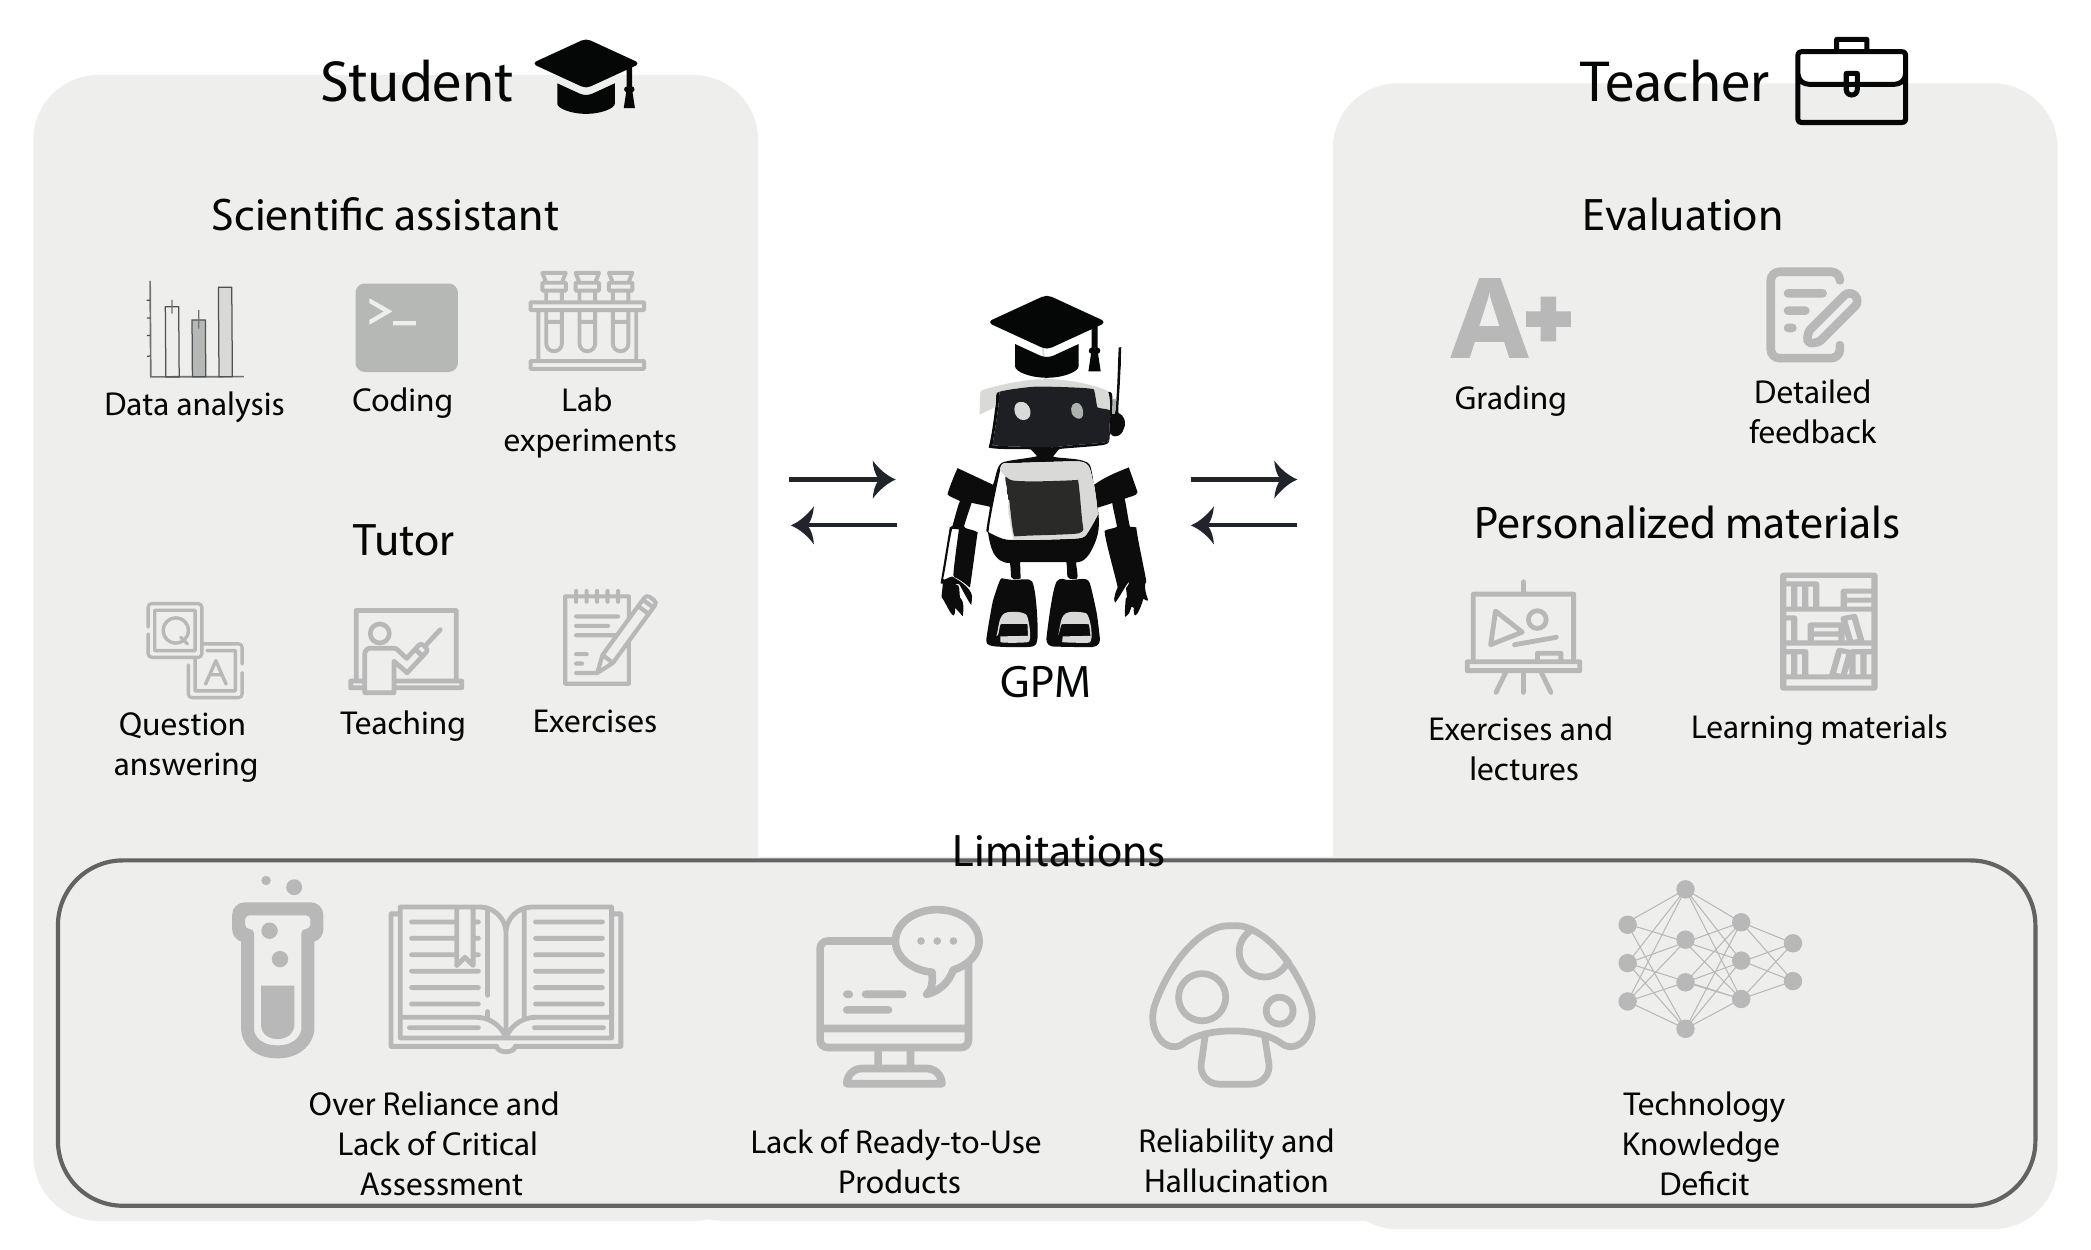 Student
Scientific assistant
Data analysis
>_
Coding
Lab
experiments
Tutor
Q
A
Question
answering
Teaching
Exercises
GPM
Teacher
Evaluation
A+
Grading
Detailed
feedback
Personalized materials
Exercises and
lectures
Learning materials
Limitations
Over Reliance and
Lack of Critical
Assessment
Lack of Ready-to-Use
Products
Reliability and
Hallucination
Technology
Knowledge
Deficit